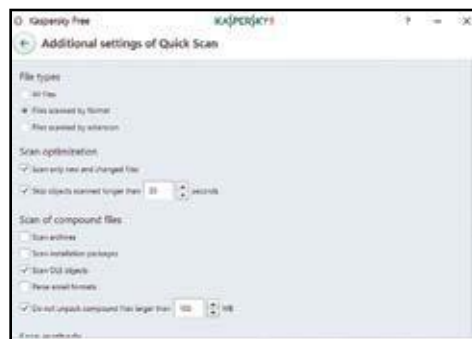 Kaspersky Free
KASPERSKY
? – ×
Additional settings of Quick Scan
File types
All files
Files scanned by format
Files scanned by extension
Scan optimization
Scan only new and changed files
Skip objects scanned longer than seconds
Scan of compound files
Scan archives
Scan installation packages
Scan OLE objects
Parse email formats
Do not unpack compound files larger than MB
Scan methods